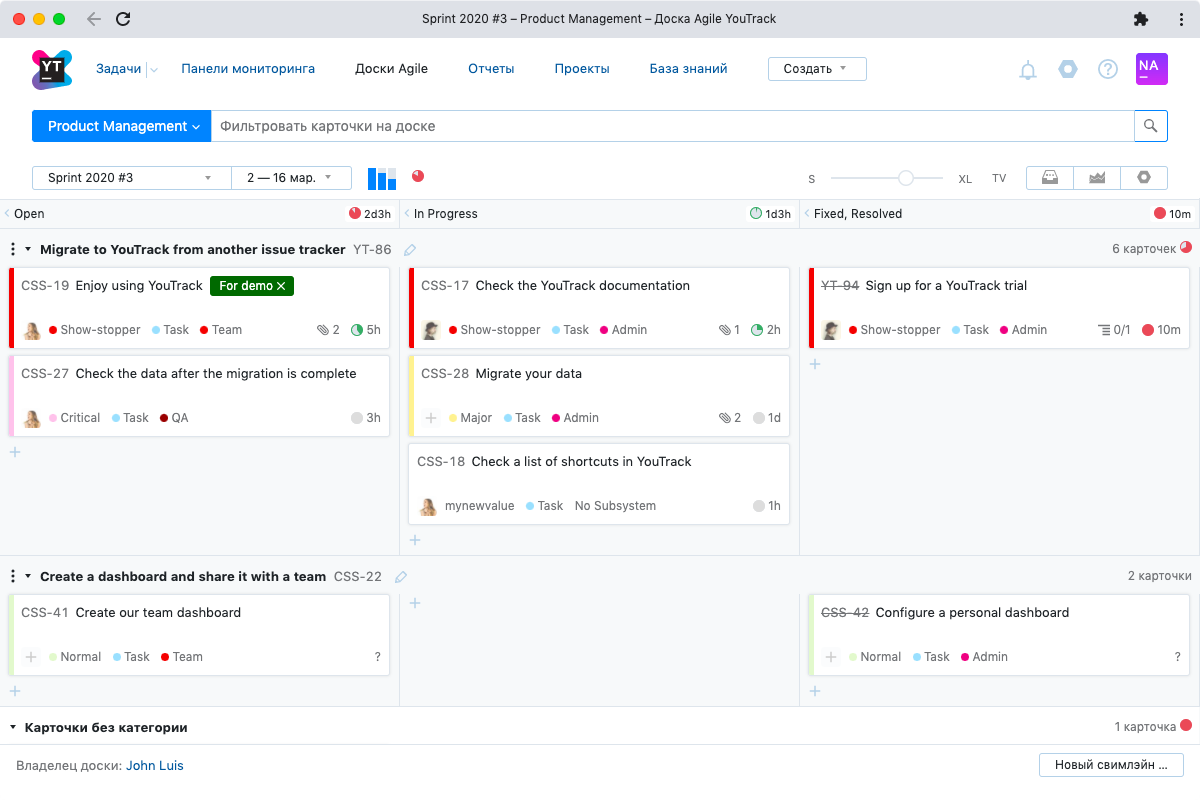 Sprint 2020 #3 – Product Management – Доска Agile YouTrack
YT
Задачи Панели мониторинга Доски Agile Отчеты Проекты База знаний Создать
NA
Product Management Фильтровать карточки на доске
Sprint 2020 #3 2 — 16 мар. S XL TV
Open 2d3h In Progress 1d3h Fixed, Resolved 10m
Migrate to YouTrack from another issue tracker YT-86 6 карточек
CSS-19 Enjoy using YouTrack For demo ×
Show-stopper Task Team 2 5h
CSS-27 Check the data after the migration is complete
Critical Task QA 3h
CSS-17 Check the YouTrack documentation
Show-stopper Task Admin 1 2h
CSS-28 Migrate your data
Major Task Admin 2 1d
CSS-18 Check a list of shortcuts in YouTrack
mynewvalue Task No Subsystem 1h
YT-94 Sign up for a YouTrack trial
Show-stopper Task Admin 0/1 10m
Create a dashboard and share it with a team CSS-22 2 карточки
CSS-41 Create our team dashboard
Normal Task Team ?
CSS-42 Configure a personal dashboard
Normal Task Admin ?
Карточки без категории 1 карточка
Владелец доски: John Luis Новый свимлэйн ...